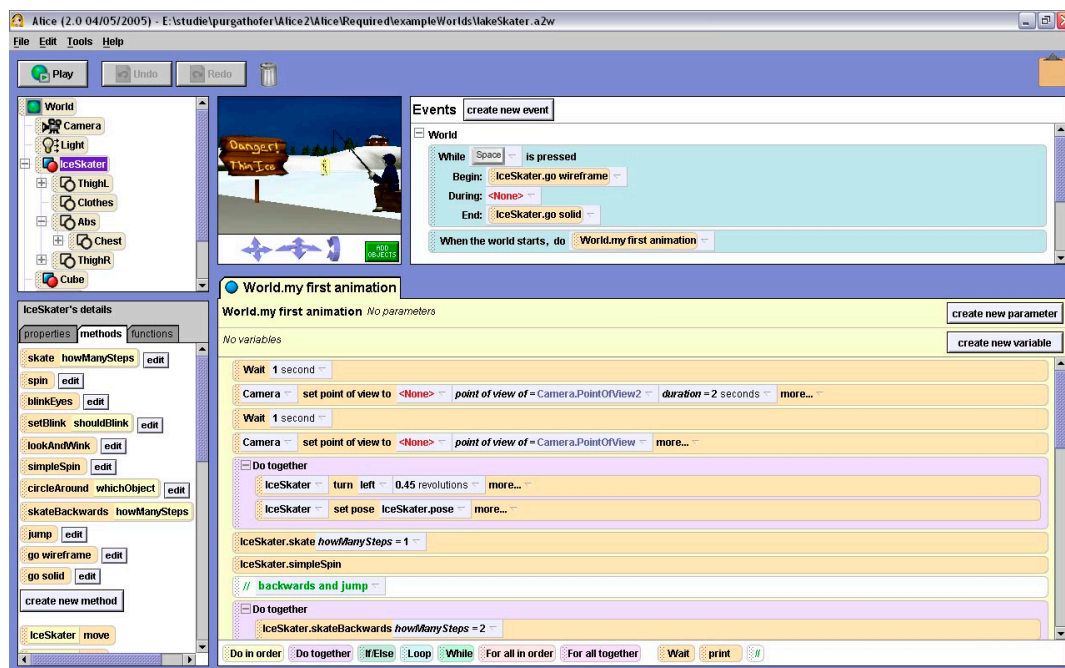 Alice (2.0 04/05/2005) - E:\studie\purgathofer\Alice2\Alice\Required\exampleWorlds\lakeSkater.a2w
File Edit Tools Help
Play Undo Redo
World
Camera
Light
IceSkater
ThighL
Clothes
Abs
Chest
ThighR
Cube
Danger!
Thin Ice
ADD
OBJECTS
Events create new event
World
While Space is pressed
Begin: IceSkater.go wireframe
During: <None>
End: IceSkater.go solid
When the world starts, do World.my first animation
IceSkater's details
properties methods functions
skate howManySteps edit
spin edit
blinkEyes edit
setBlink shouldBlink edit
lookAndWink edit
simpleSpin edit
circleAround whichObject edit
skateBackwards howManySteps
jump edit
go wireframe edit
go solid edit
create new method
IceSkater move
World.my first animation
World.my first animation No parameters create new parameter
No variables create new variable
Wait 1 second
Camera set point of view to <None> point of view of = Camera.PointOfView2 duration = 2 seconds more...
Wait 1 second
Camera set point of view to <None> point of view of = Camera.PointOfView more...
Do together
IceSkater turn left 0.45 revolutions more...
IceSkater set pose IceSkater.pose more...
IceSkater.skate howManySteps = 1
IceSkater.simpleSpin
// backwards and jump
Do together
IceSkater.skateBackwards howManySteps = 2
Do in order Do together If/Else Loop While For all in order For all together Wait print //